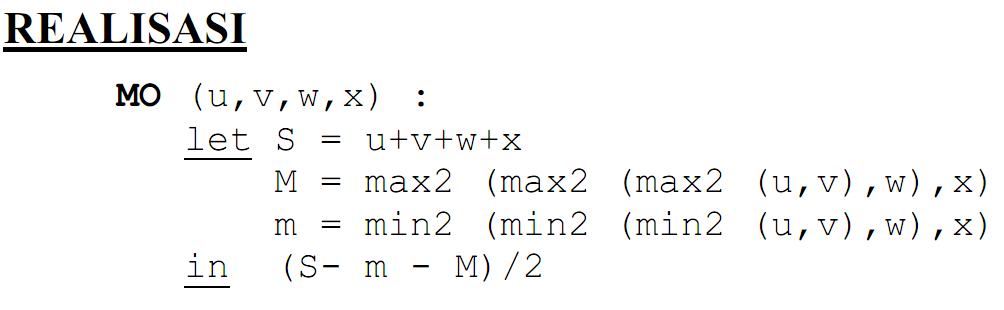 REALISASI
MO (u,v,w,x) :
let S = u+v+w+x
M = max2 (max2 (max2 (u,v),w),x)
m = min2 (min2 (min2 (u,v),w),x)
in (S- m - M)/2